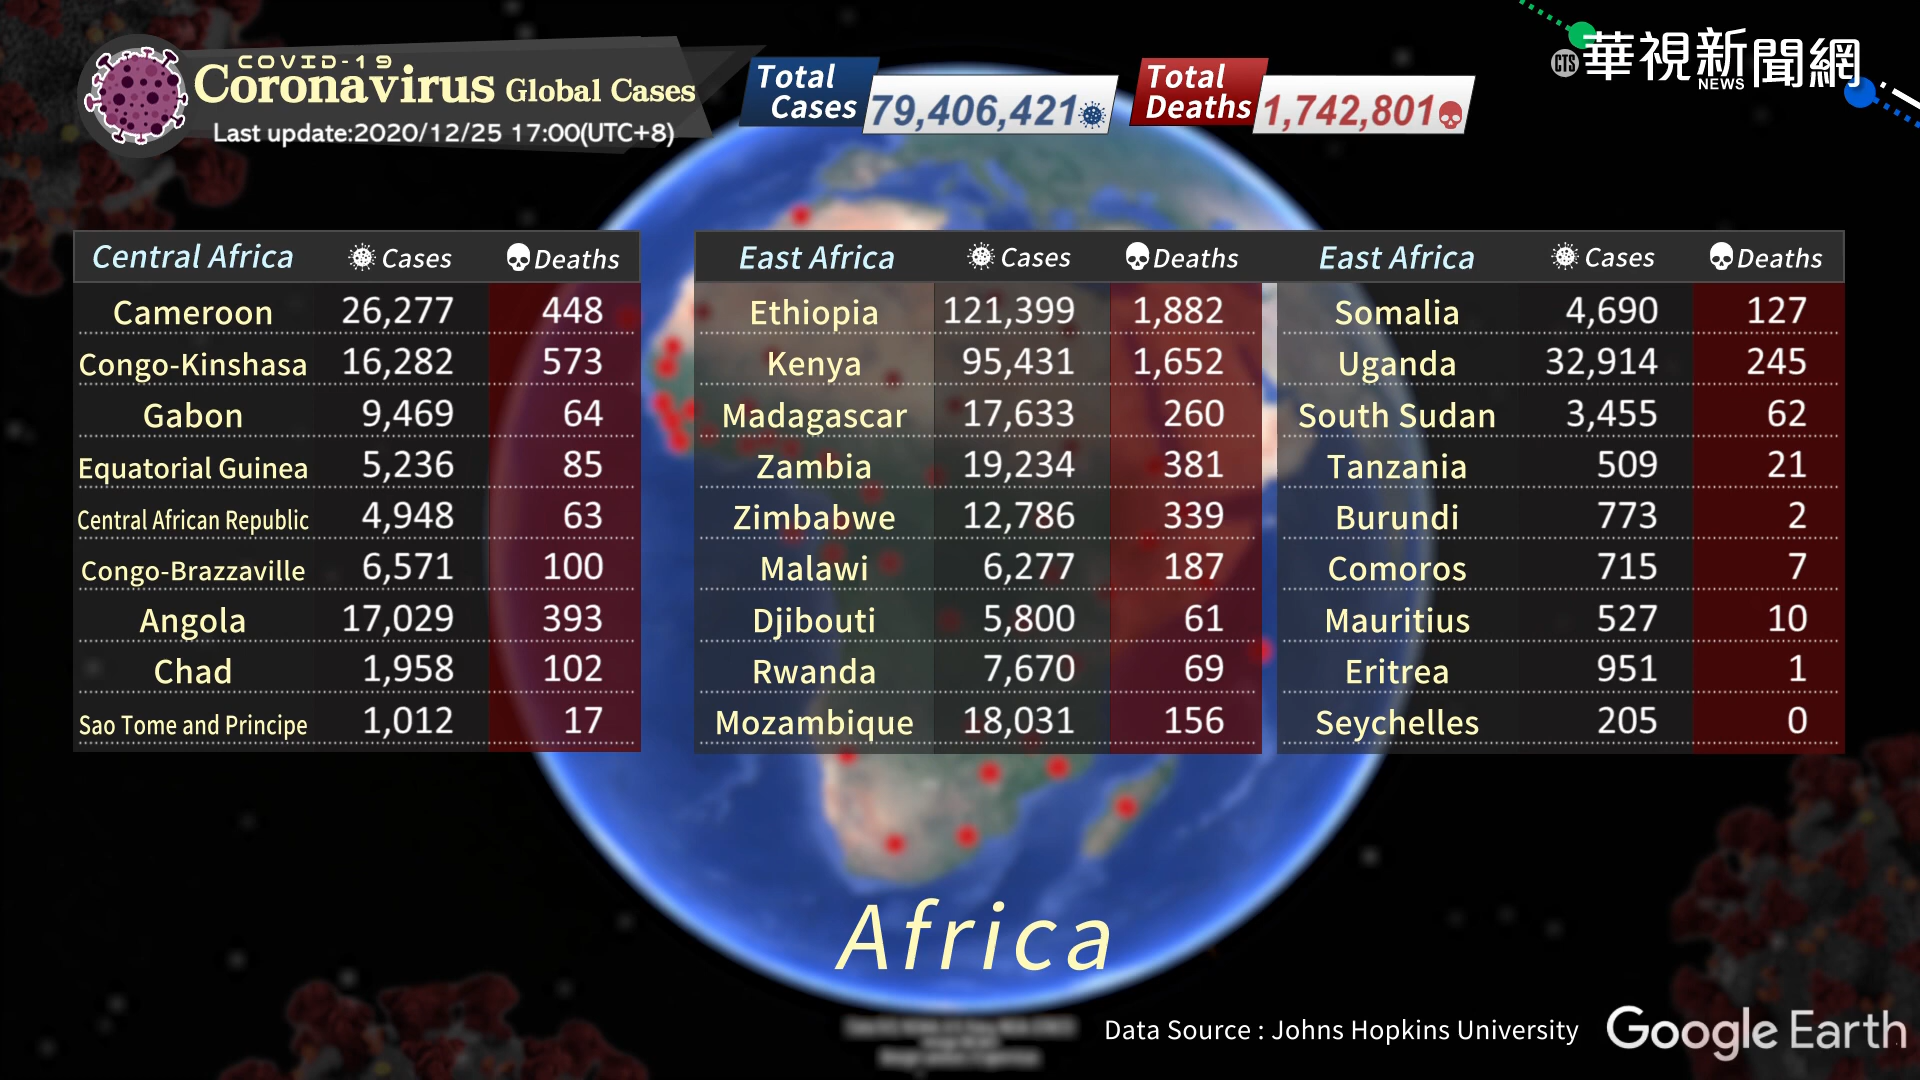 COVID-19
Coronavirus Global Cases
Last update:2020/12/25 17:00(UTC+8)
Total Cases 79,406,421
Total Deaths 1,742,801
CTS 華視新聞網
NEWS
Central Africa Cases Deaths
Cameroon 26,277 448
Congo-Kinshasa 16,282 573
Gabon 9,469 64
Equatorial Guinea 5,236 85
Central African Republic 4,948 63
Congo-Brazzaville 6,571 100
Angola 17,029 393
Chad 1,958 102
Sao Tome and Principe 1,012 17
East Africa Cases Deaths
Ethiopia 121,399 1,882
Kenya 95,431 1,652
Madagascar 17,633 260
Zambia 19,234 381
Zimbabwe 12,786 339
Malawi 6,277 187
Djibouti 5,800 61
Rwanda 7,670 69
Mozambique 18,031 156
East Africa Cases Deaths
Somalia 4,690 127
Uganda 32,914 245
South Sudan 3,455 62
Tanzania 509 21
Burundi 773 2
Comoros 715 7
Mauritius 527 10
Eritrea 951 1
Seychelles 205 0
Africa
Data Source : Johns Hopkins University
Google Earth